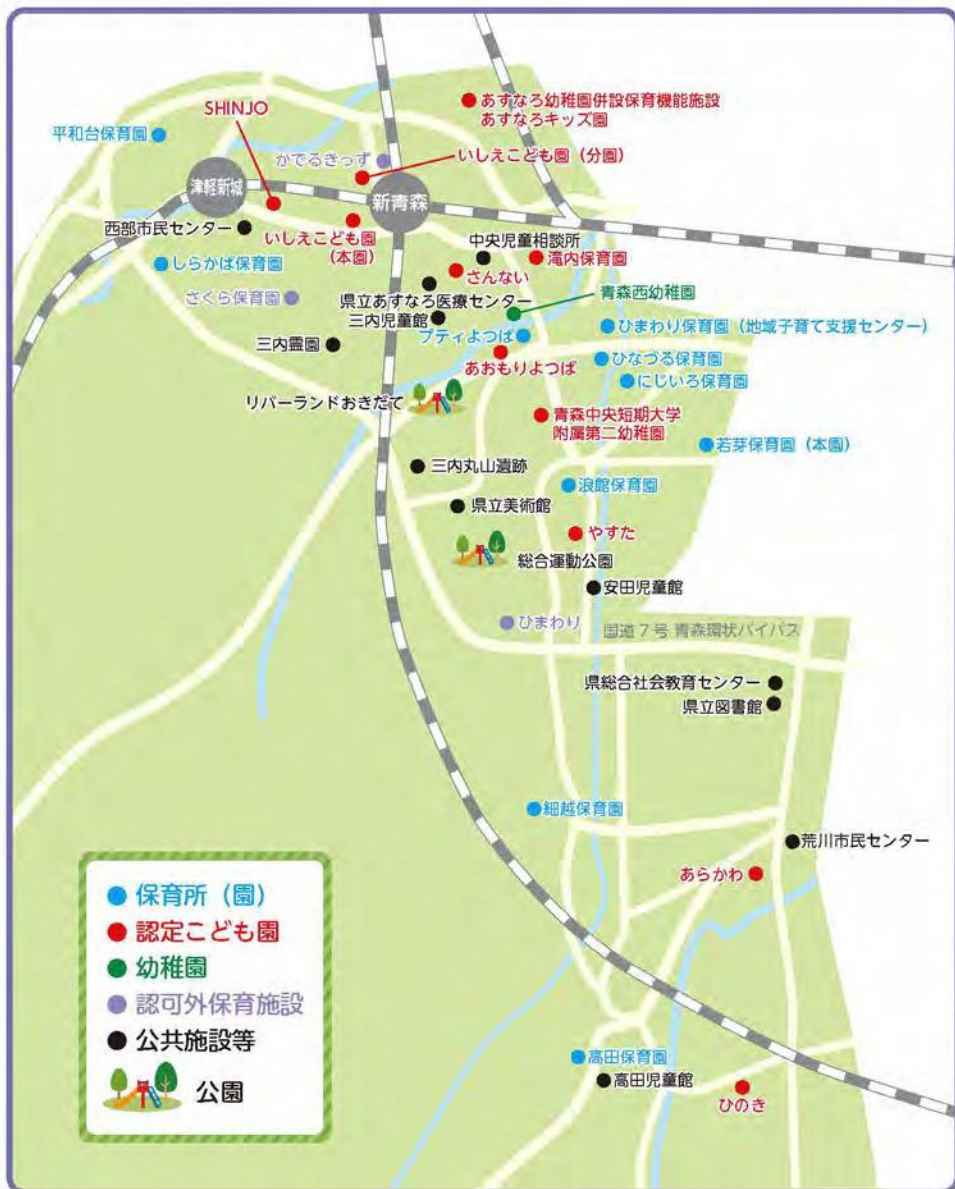 あすなろ幼稚園併設保育機能施設
あすなろキッズ園
SHINJO
平和台保育園
かでるきっず
いしえこども園（分園）
津軽新城
新青森
西部市民センター
いしえこども園
（本園）
中央児童相談所
滝内保育園
しらかば保育園
さんない
さくら保育園
県立あすなろ医療センター
青森西幼稚園
三内児童館
ひまわり保育園（地域子育て支援センター）
プティよつば
三内霊園
あおもりよつば
ひなづる保育園
にじいろ保育園
リバーランドおきだて
青森中央短期大学
附属第二幼稚園
若芽保育園（本園）
三内丸山遺跡
浪館保育園
県立美術館
やすた
総合運動公園
安田児童館
ひまわり
国道7号 青森環状バイパス
県総合社会教育センター
県立図書館
細越保育園
荒川市民センター
あらかわ
保育所（園）
認定こども園
幼稚園
認可外保育施設
公共施設等
公園
高田保育園
高田児童館
ひのき